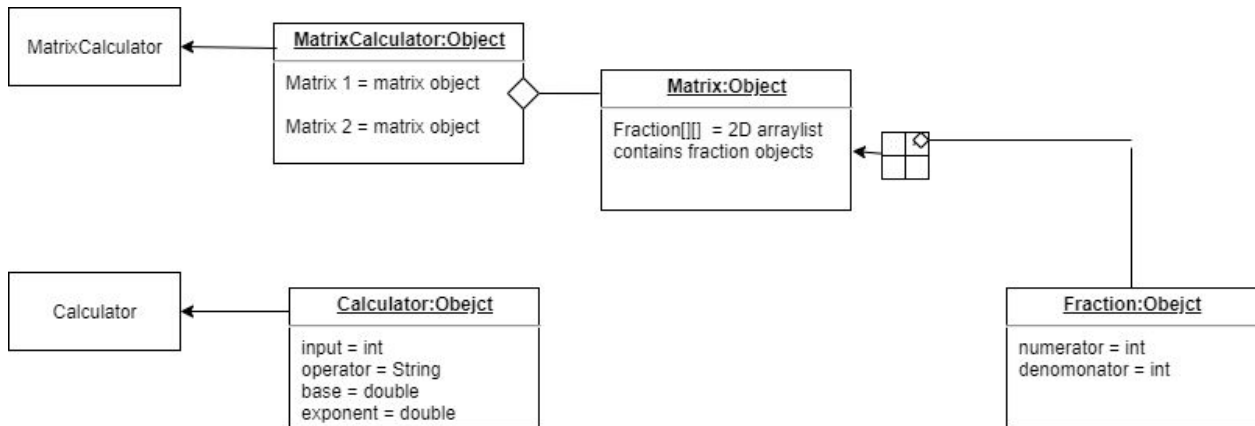 MatrixCalculator
MatrixCalculator:Object
Matrix 1 = matrix object
Matrix 2 = matrix object
Matrix:Object
Fraction[][]  = 2D arraylist
contains fraction objects
Calculator
Calculator:Obejct
input = int
operator = String
base = double
exponent = double
Fraction:Obejct
numerator = int
denomonator = int